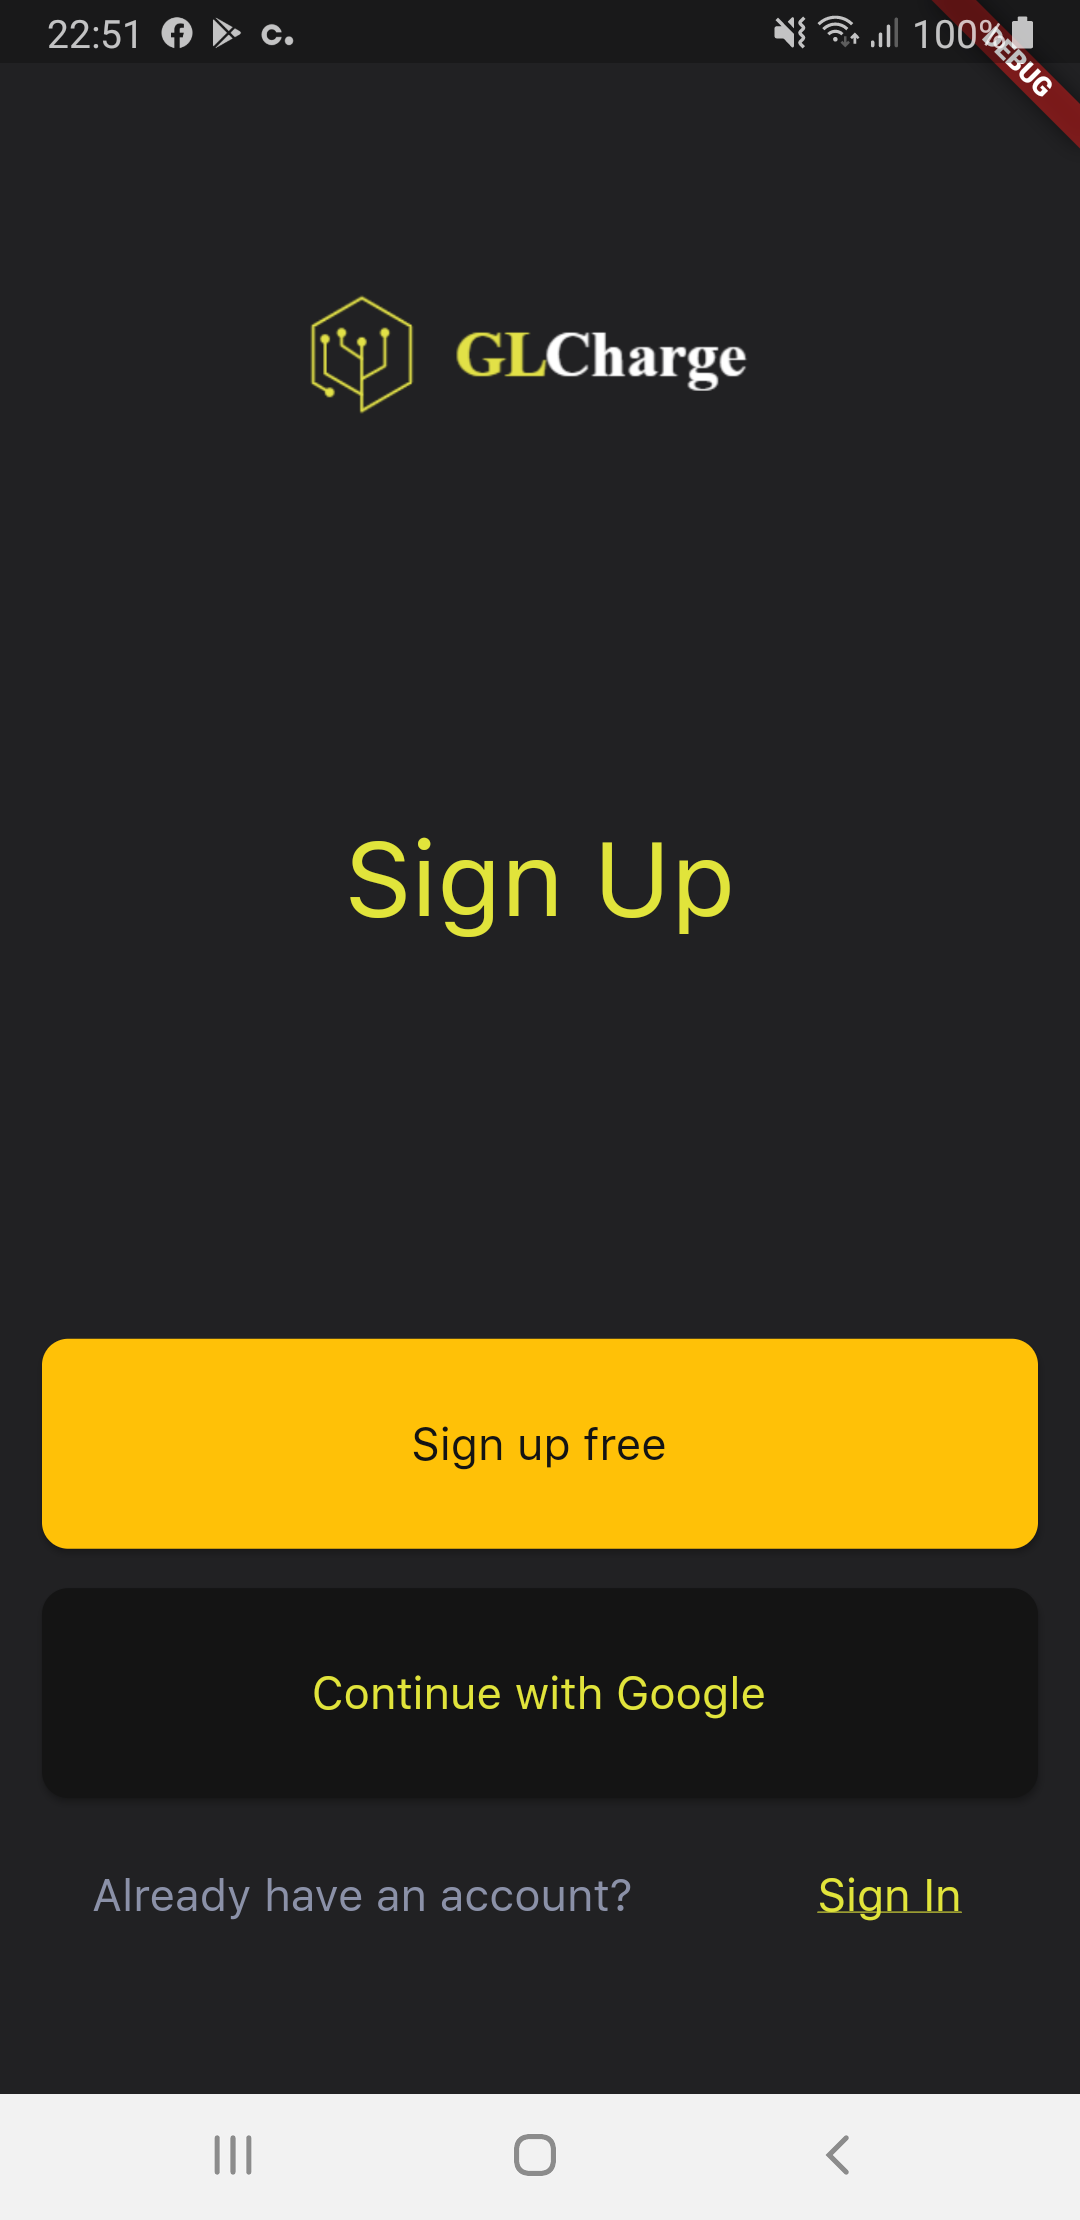 22:51 c. 100%
DEBUG
GLCharge
Sign Up
Sign up free
Continue with Google
Already have an account? Sign In